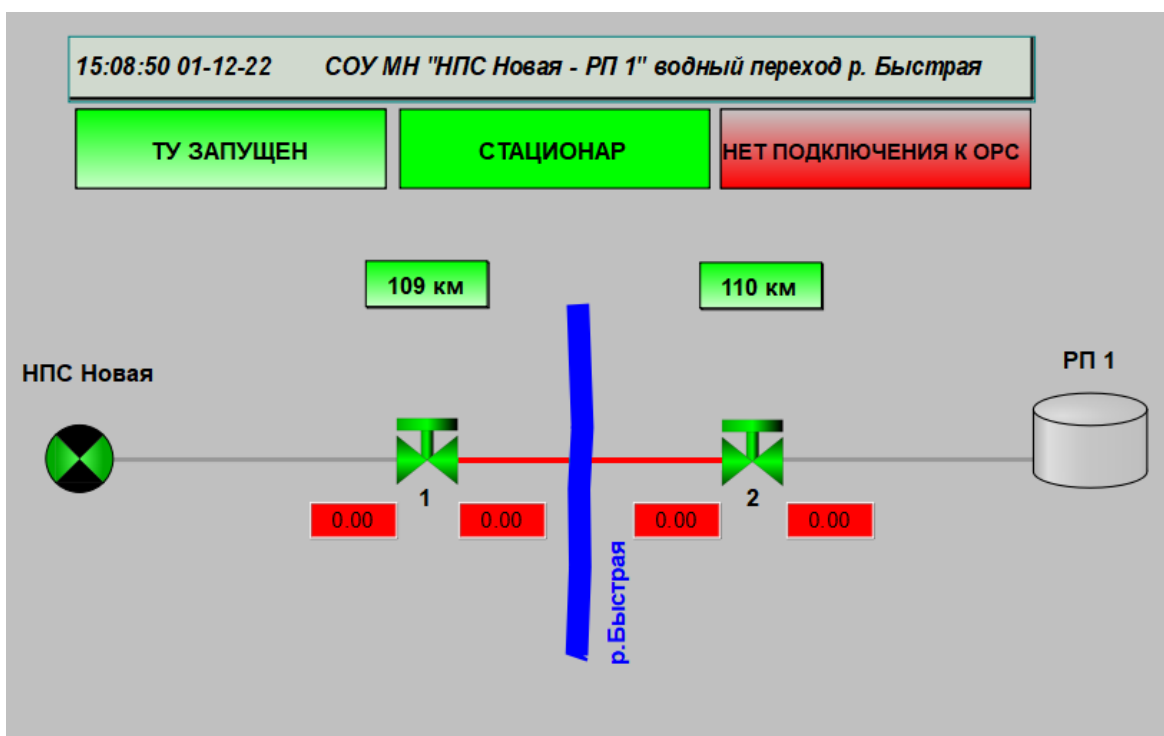 15:08:50 01-12-22 СОУ МН "НПС Новая - РП 1" водный переход р. Быстрая
ТУ ЗАПУЩЕН
СТАЦИОНАР
НЕТ ПОДКЛЮЧЕНИЯ К OPC
109 км
110 км
НПС Новая
РП 1
1
2
0.00
0.00
0.00
0.00
р.Быстрая